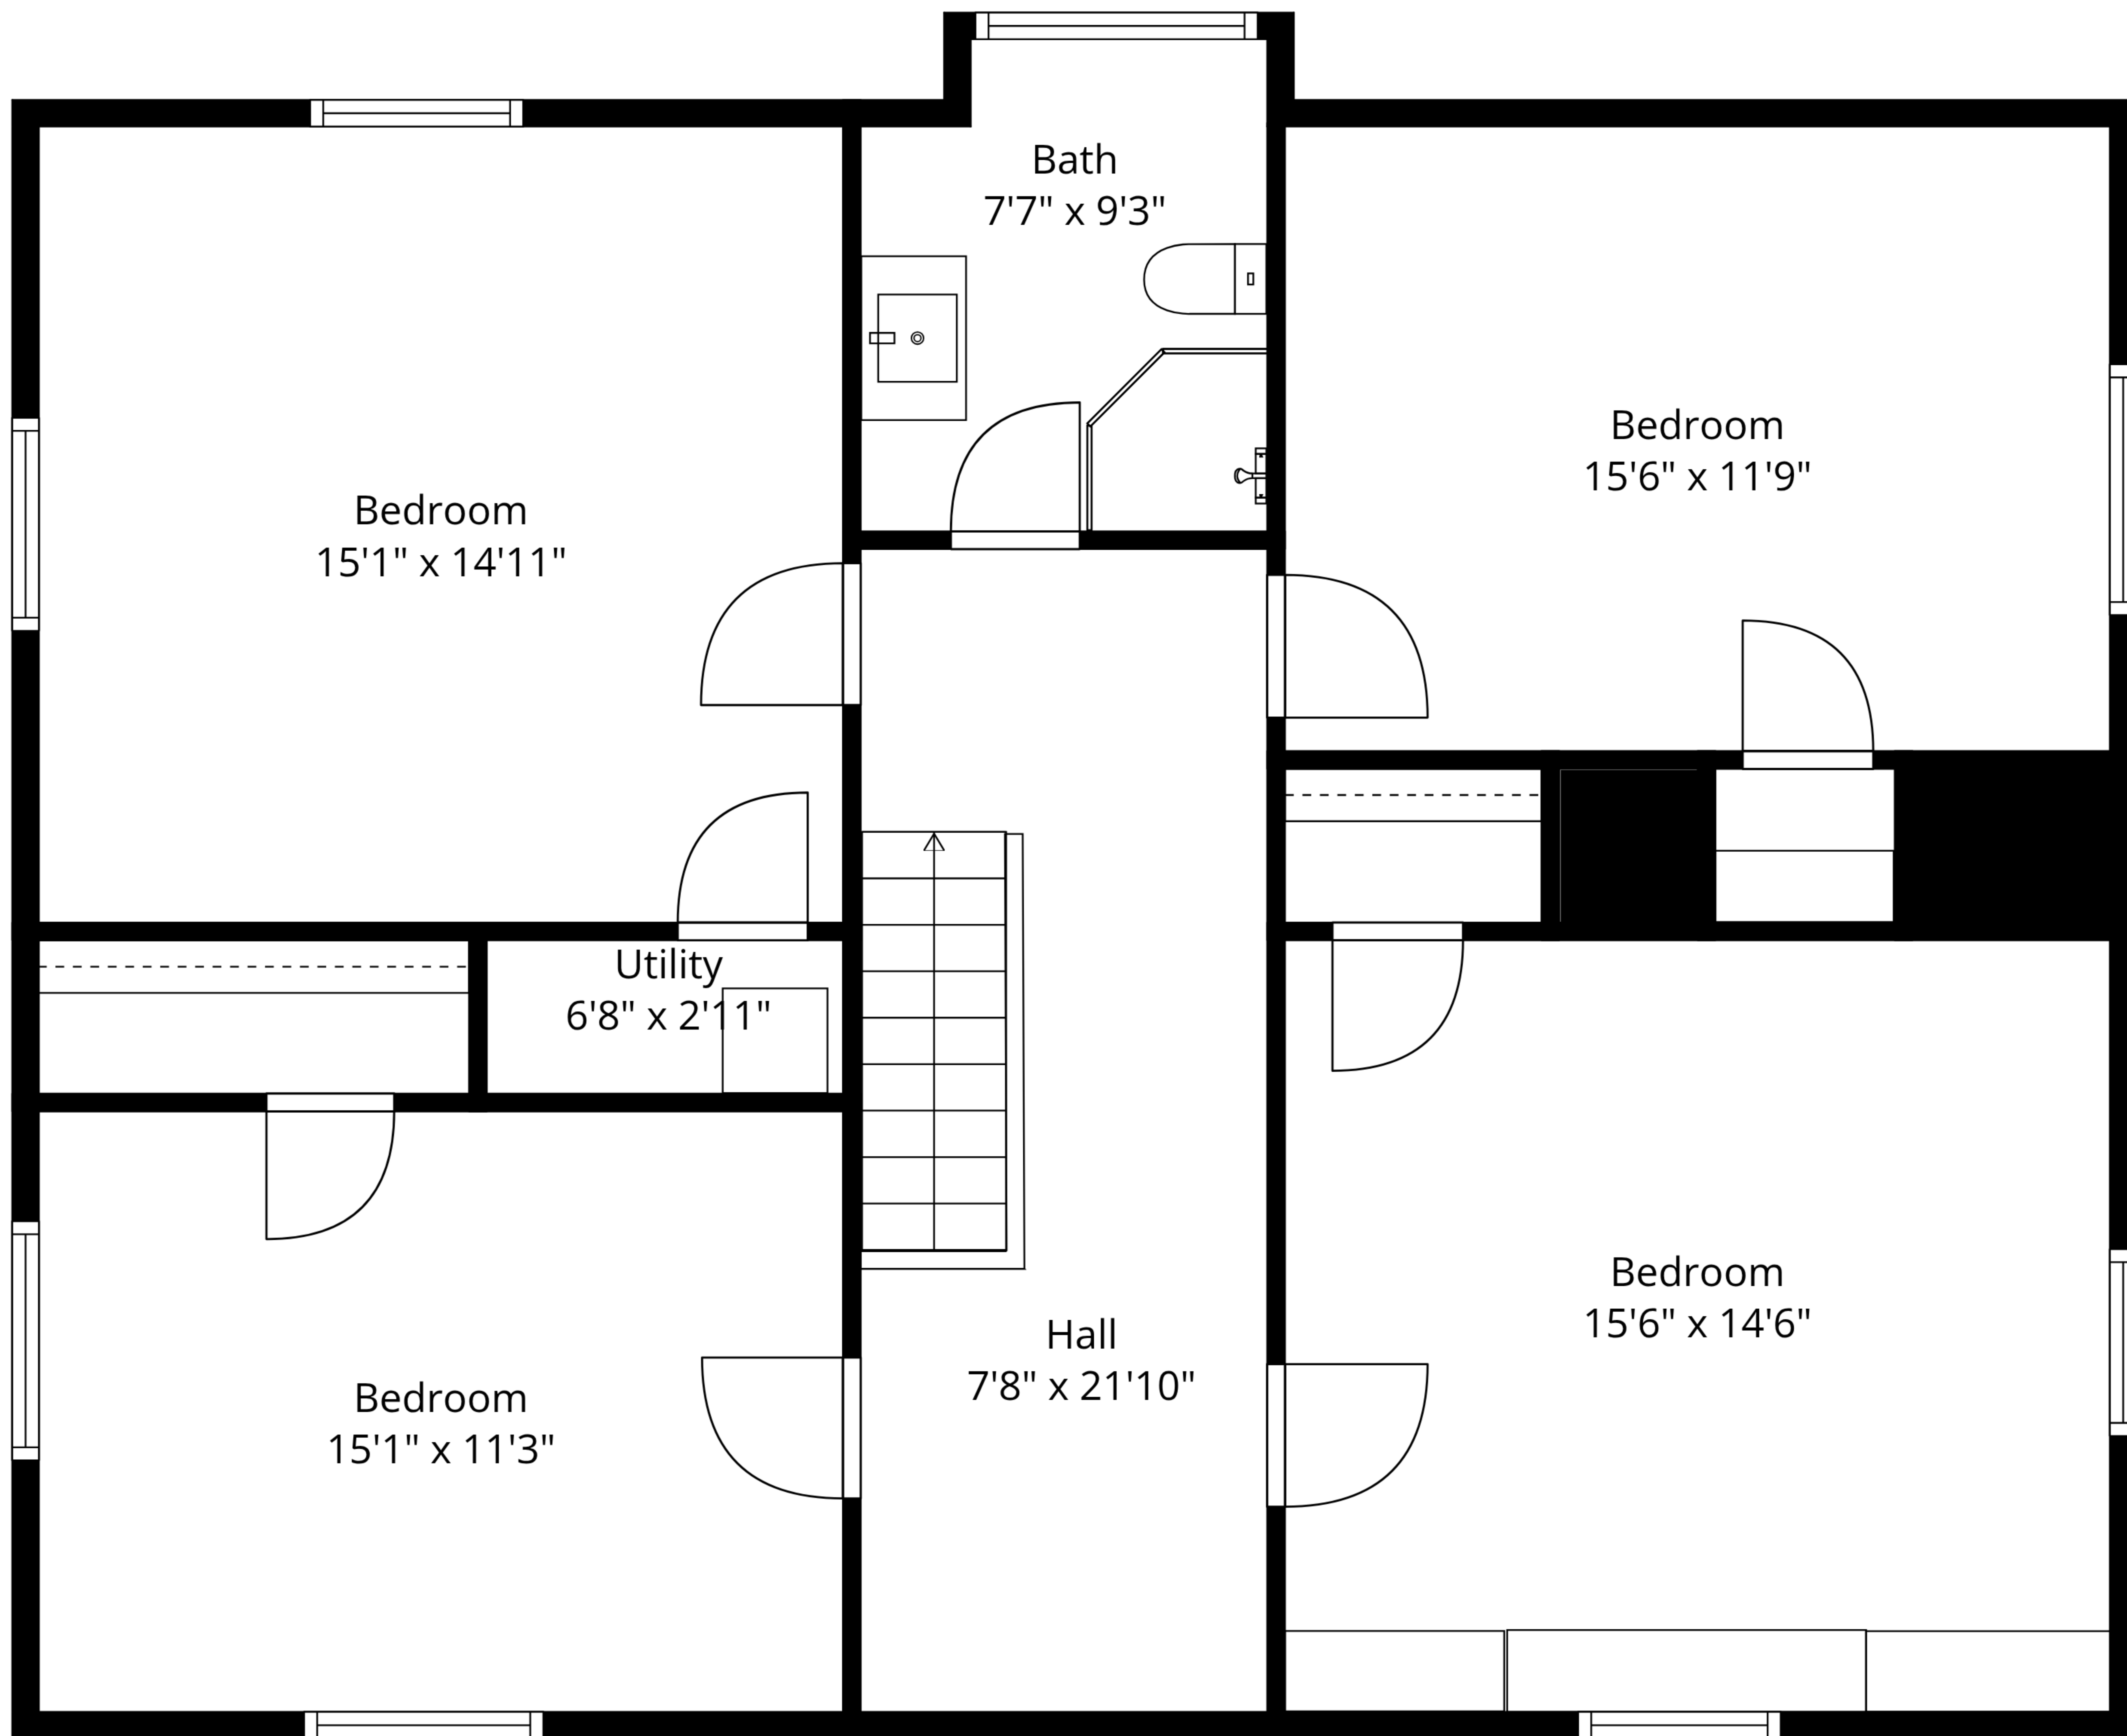 Bath
7'7" x 9'3"
Bedroom
15'6" x 11'9"
Bedroom
15'1" x 14'11"
Utility
6'8" x 2'11"
Bedroom
15'6" x 14'6"
Hall
7'8" x 21'10"
Bedroom
15'1" x 11'3"